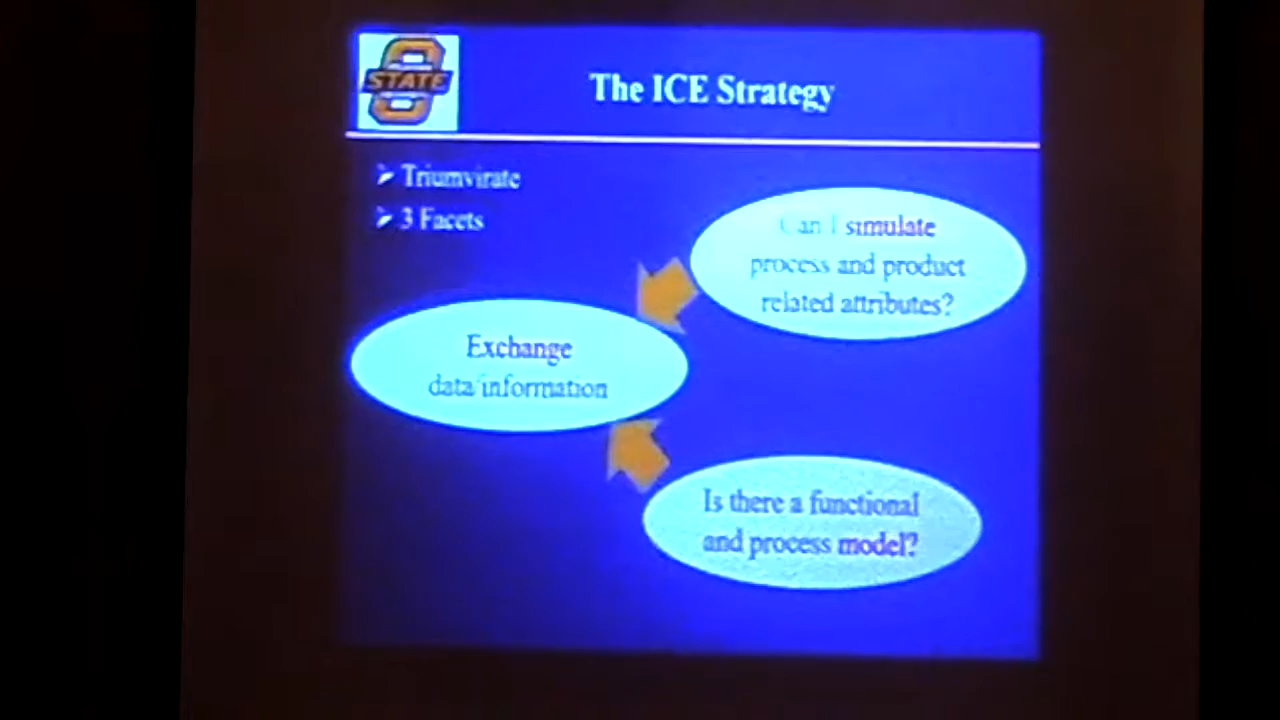 STATE
The ICE Strategy
➢ Triumvirate
➢ 3 Facets
Can I simulate
process and product
related attributes?
Exchange
data/information
Is there a functional
and process model?